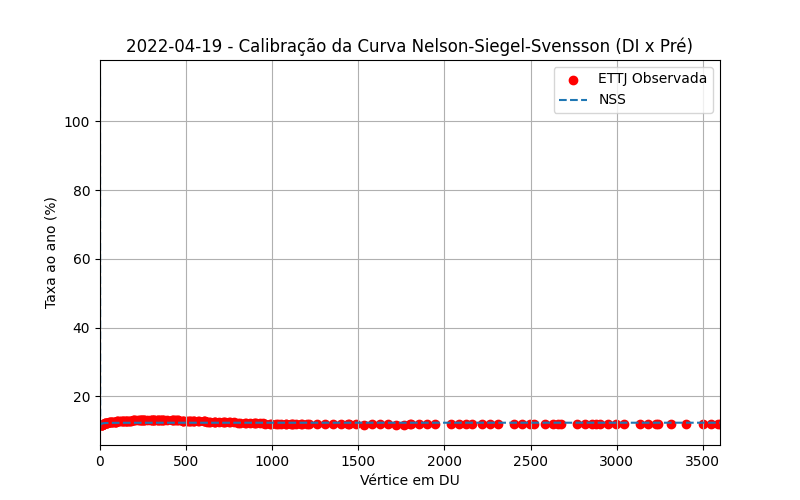 2022-04-19 - Calibração da Curva Nelson-Siegel-Svensson (DI x Pré)
ETTJ Observada
NSS
Taxa ao ano (%)
100
80
60
40
20
0 500 1000 1500 2000 2500 3000 3500
Vértice em DU